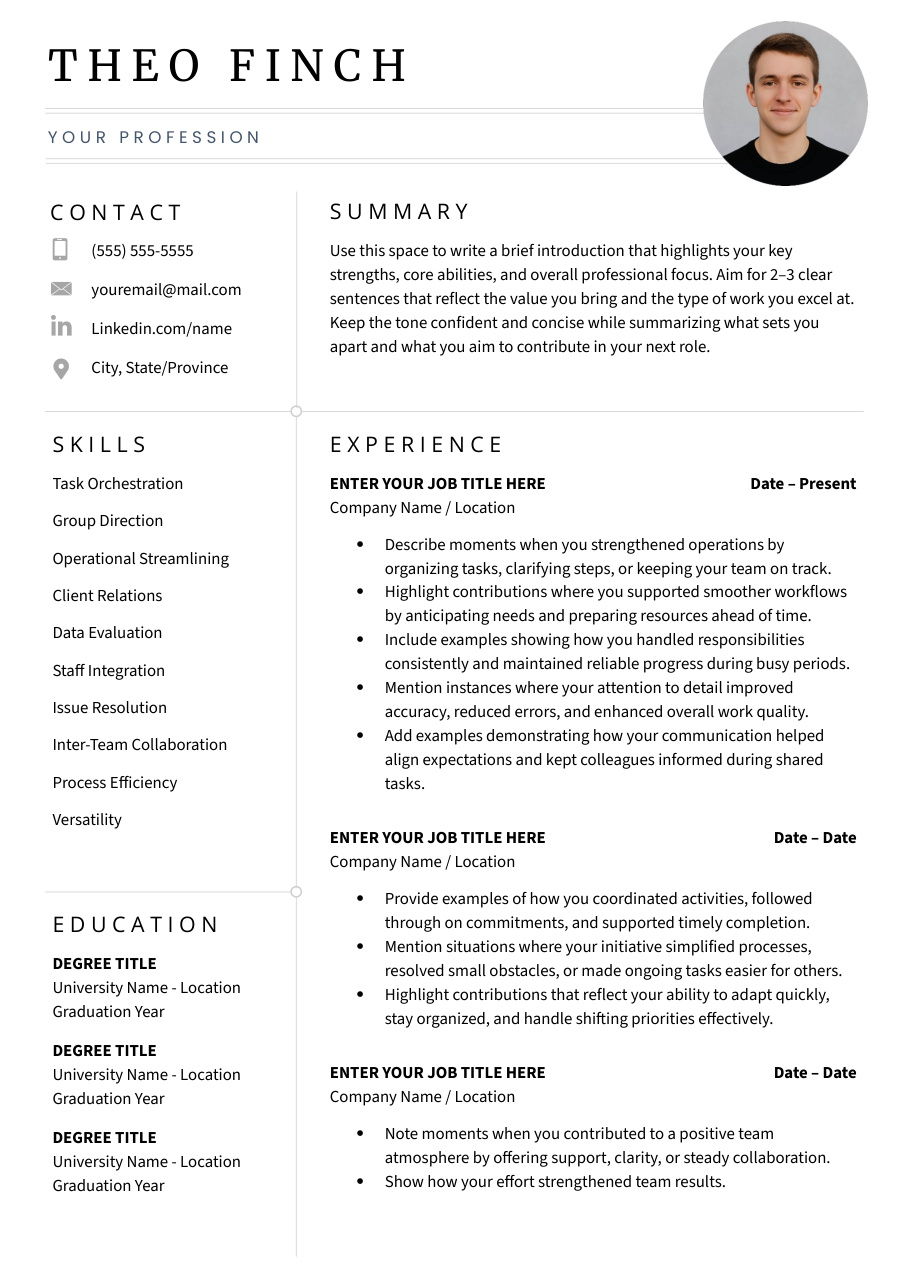 THEO FINCH
YOUR PROFESSION
CONTACT
(555) 555-5555
youremail@mail.com
Linkedin.com/name
City, State/Province
SUMMARY
Use this space to write a brief introduction that highlights your key
strengths, core abilities, and overall professional focus. Aim for 2–3 clear
sentences that reflect the value you bring and the type of work you excel at.
Keep the tone confident and concise while summarizing what sets you
apart and what you aim to contribute in your next role.
SKILLS
Task Orchestration
Group Direction
Operational Streamlining
Client Relations
Data Evaluation
Staff Integration
Issue Resolution
Inter-Team Collaboration
Process Efficiency
Versatility
EDUCATION
DEGREE TITLE
University Name - Location
Graduation Year
DEGREE TITLE
University Name - Location
Graduation Year
DEGREE TITLE
University Name - Location
Graduation Year
EXPERIENCE
ENTER YOUR JOB TITLE HERE Date – Present
Company Name / Location
• Describe moments when you strengthened operations by
organizing tasks, clarifying steps, or keeping your team on track.
• Highlight contributions where you supported smoother workflows
by anticipating needs and preparing resources ahead of time.
• Include examples showing how you handled responsibilities
consistently and maintained reliable progress during busy periods.
• Mention instances where your attention to detail improved
accuracy, reduced errors, and enhanced overall work quality.
• Add examples demonstrating how your communication helped
align expectations and kept colleagues informed during shared
tasks.
ENTER YOUR JOB TITLE HERE Date – Date
Company Name / Location
• Provide examples of how you coordinated activities, followed
through on commitments, and supported timely completion.
• Mention situations where your initiative simplified processes,
resolved small obstacles, or made ongoing tasks easier for others.
• Highlight contributions that reflect your ability to adapt quickly,
stay organized, and handle shifting priorities effectively.
ENTER YOUR JOB TITLE HERE Date – Date
Company Name / Location
• Note moments when you contributed to a positive team
atmosphere by offering support, clarity, or steady collaboration.
• Show how your effort strengthened team results.